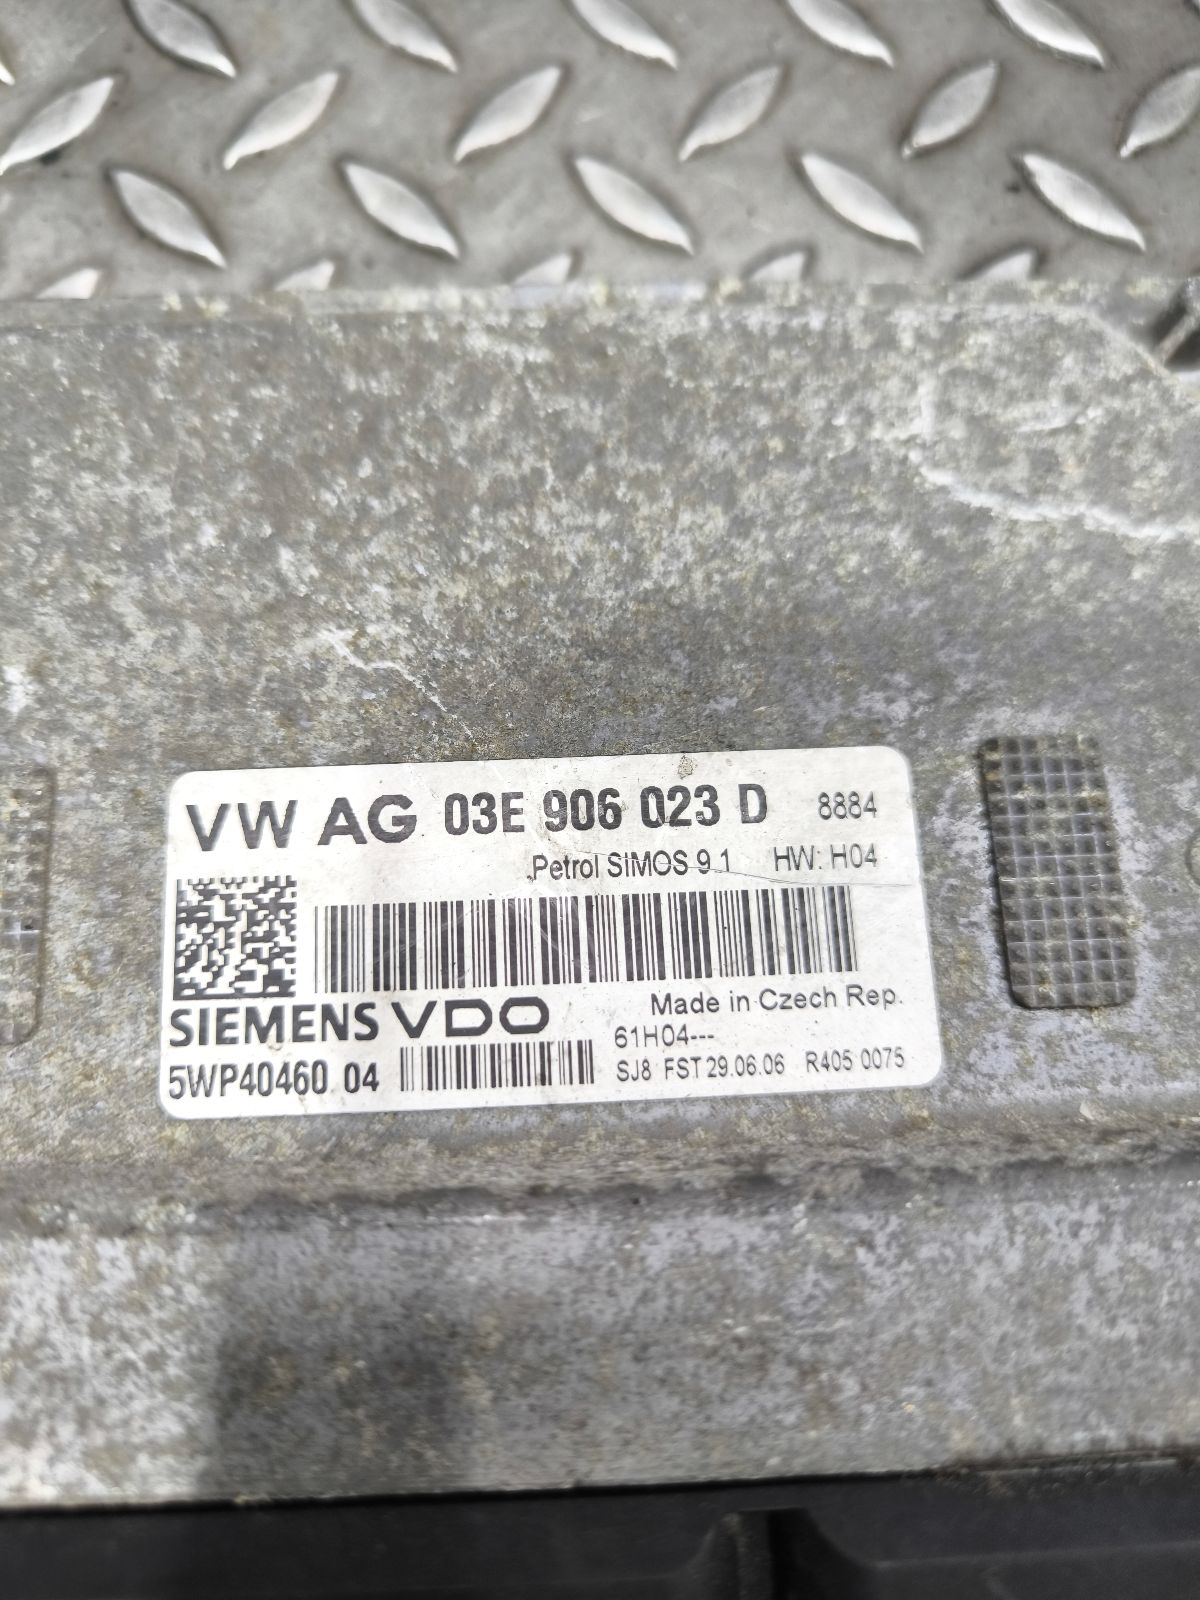 VW AG 03E 906 023 D 8884
Petrol SIMOS 9.1 HW: H04
SIEMENS VDO Made in Czech Rep.
61H04---
5WP40460 04 SJ8 FST 29.06.06 R405 0075